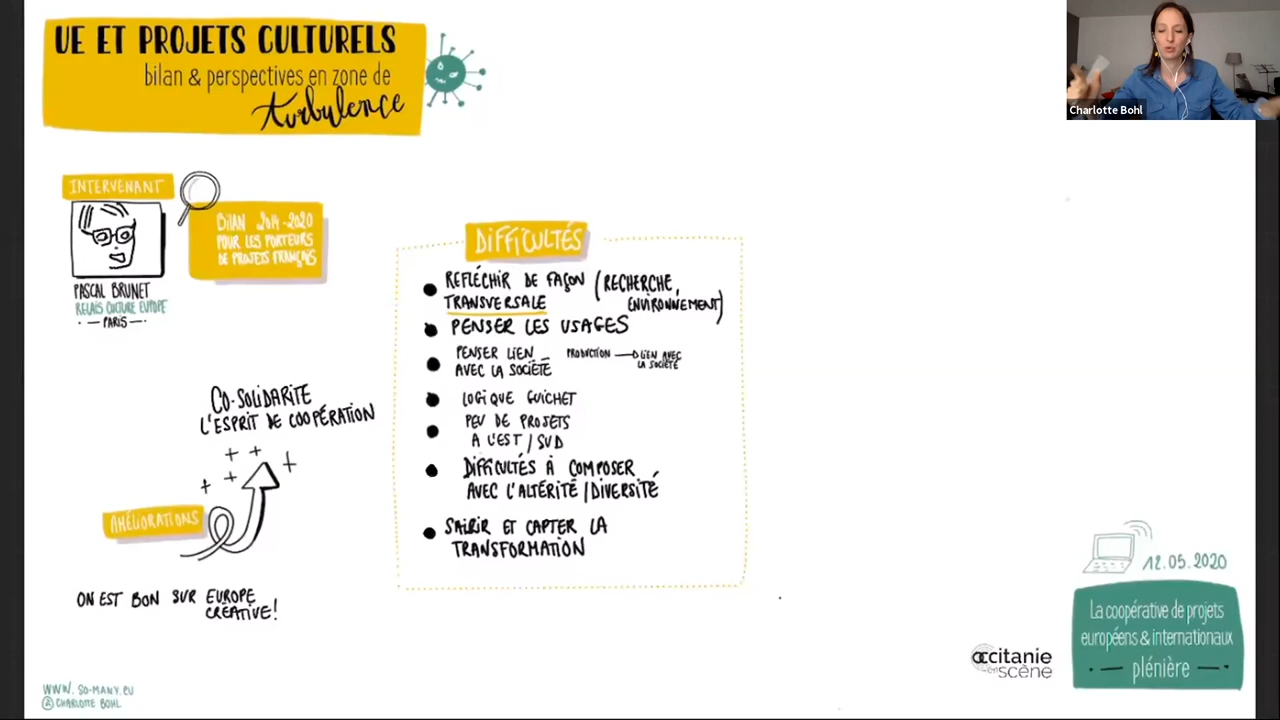 UE ET PROJETS CULTURELS
bilan & perspectives en zone de
turbulence
Charlotte Bohl
INTERVENANT
BILAN 2014-2020
POUR LES PORTEURS
DE PROJETS FRANÇAIS
PASCAL BRUNET
RELAIS CULTURE EUROPE
PARIS
CO-SOLIDARITE
L'ESPRIT DE COOPÉRATION
AMÉLIORATIONS
ON EST BON SUR EUROPE
CREATIVE!
DIFFICULTÉS
REFLÉCHIR DE FAÇON (RECHERCHE,
TRANSVERSALE ENVIRONNEMENT)
PENSER LES USAGES
PENSER LIEN PRODUCTION LIEN AVEC
AVEC LA SOCIÉTÉ LA SOCIÉTÉ
LOGIQUE GUICHET
PEU DE PROJETS
A L'EST/SUD
DIFFICULTÉS À COMPOSER
AVEC L'ALTÉRITÉ/DIVERSITÉ
SAISIR ET CAPTER LA
TRANSFORMATION
12.05.2020
La coopérative de projets
européens & internationaux
plénière
occitanie
en scène
WWW.SO-MANY.EU
@ CHARLOTTE BOHL